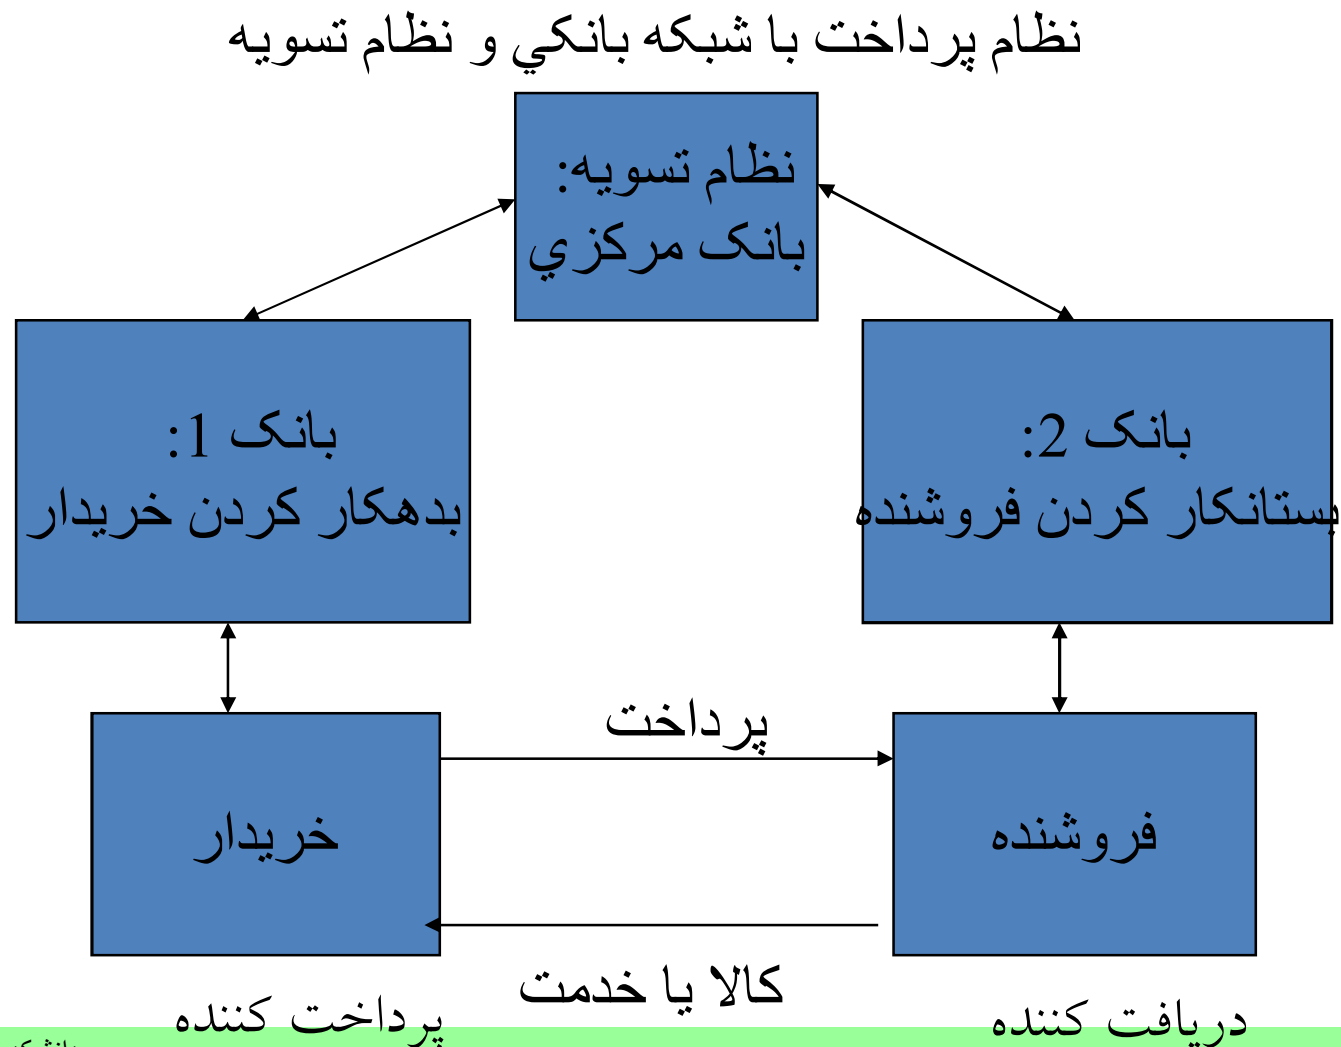 نظام پرداخت با شبکه بانکي و نظام تسويه
نظام تسويه:
بانک مرکزي
بانک 1:
بدهکار کردن خريدار
بانک 2:
بستانکار کردن فروشنده
پرداخت
خريدار
فروشنده
کالا يا خدمت
پرداخت کننده
دريافت کننده